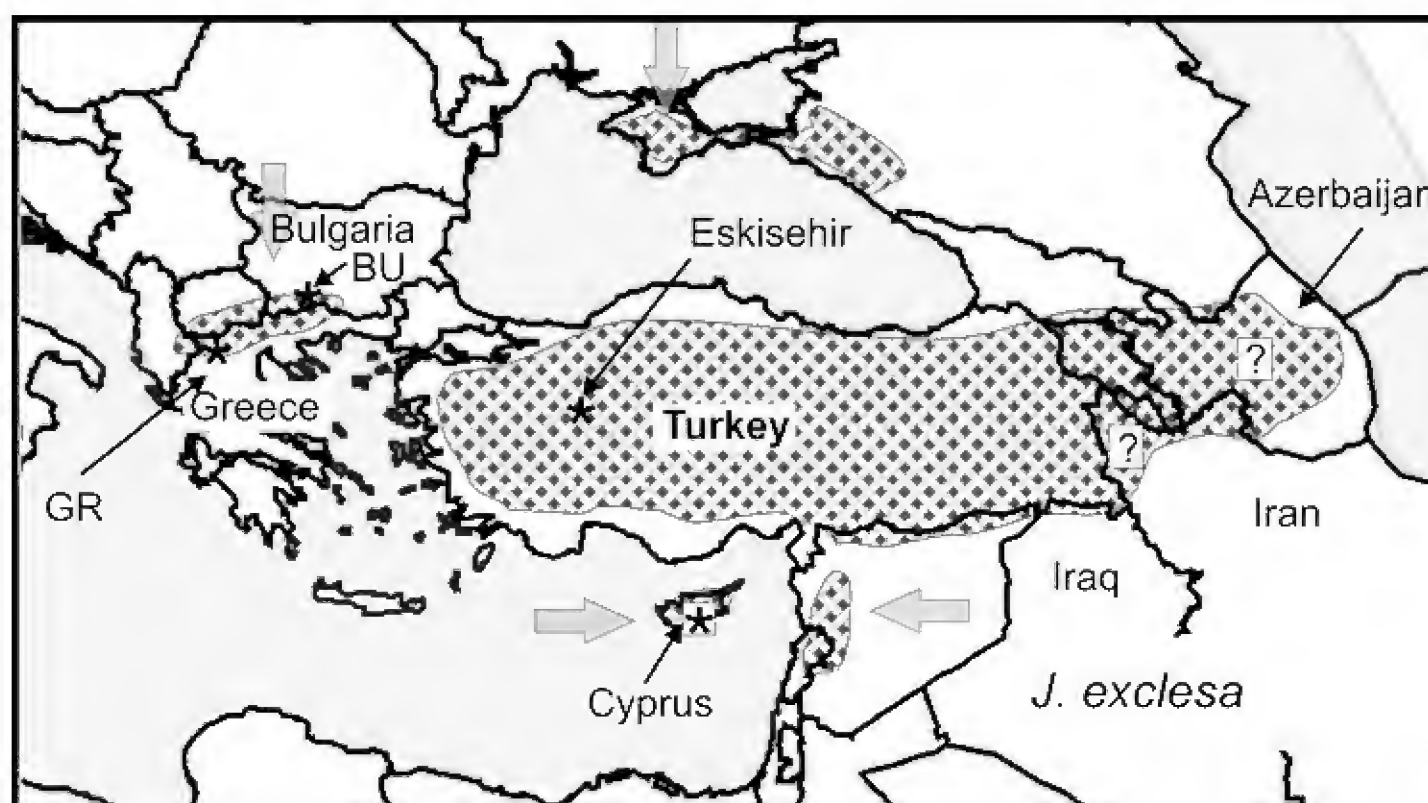 Azerbaijan
Bulgaria
Eskisehir
BU
?
Greece
Turkey
?
GR
Iran
Iraq
J. exclesa
Cyprus
L